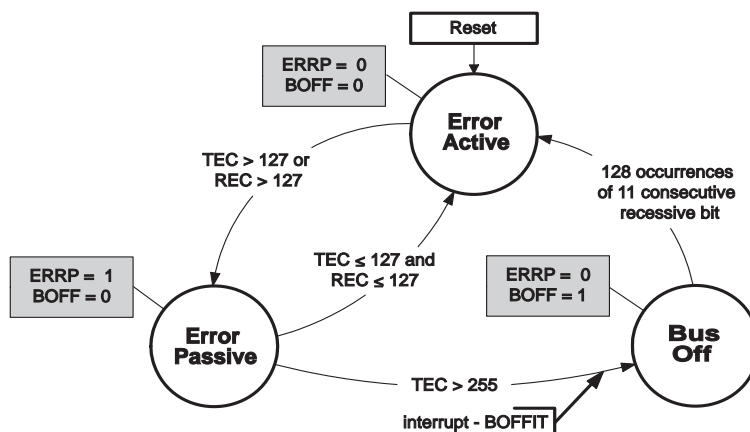 Reset
ERRP = 0
BOFF = 0
Error
Active
TEC > 127 or
REC > 127
128 occurrences
of 11 consecutive
recessive bit
TEC ≤ 127 and
REC ≤ 127
ERRP = 1
BOFF = 0
ERRP = 0
BOFF = 1
Error
Passive
Bus
Off
TEC > 255
interrupt - BOFFIT